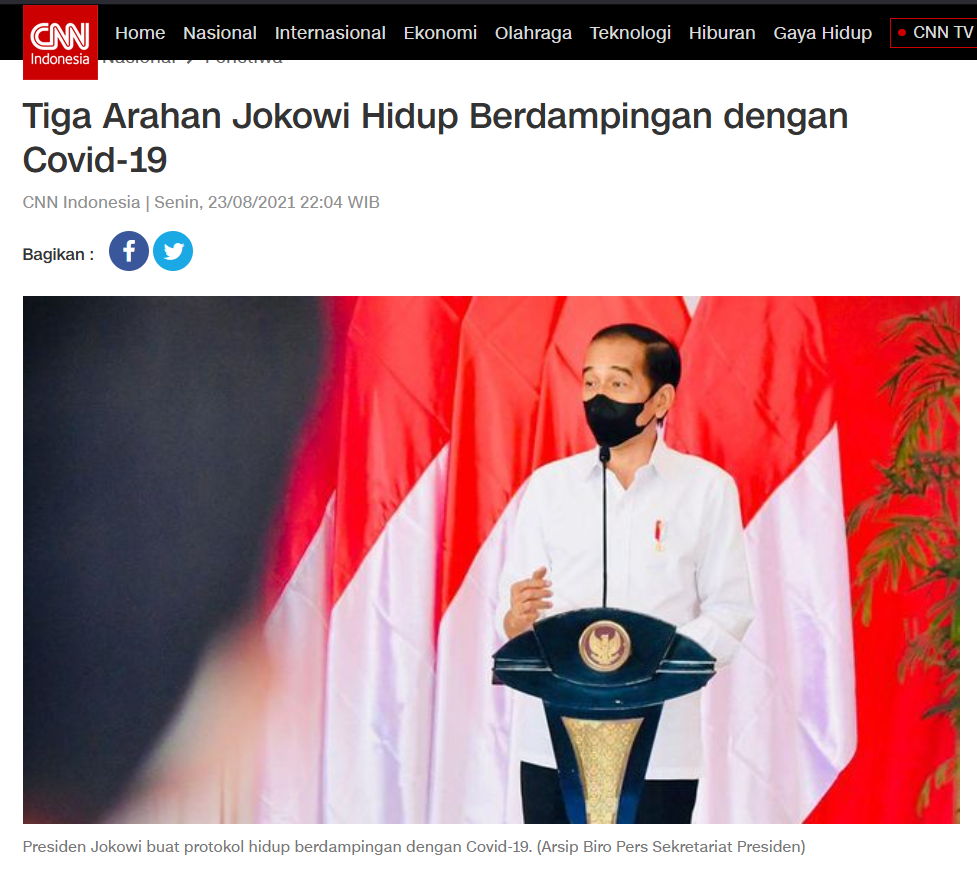 CNN
Indonesia
Home Nasional Internasional Ekonomi Olahraga Teknologi Hiburan Gaya Hidup CNN TV
Tiga Arahan Jokowi Hidup Berdampingan dengan
Covid-19
CNN Indonesia | Senin, 23/08/2021 22:04 WIB
Bagikan :
Presiden Jokowi buat protokol hidup berdampingan dengan Covid-19. (Arsip Biro Pers Sekretariat Presiden)